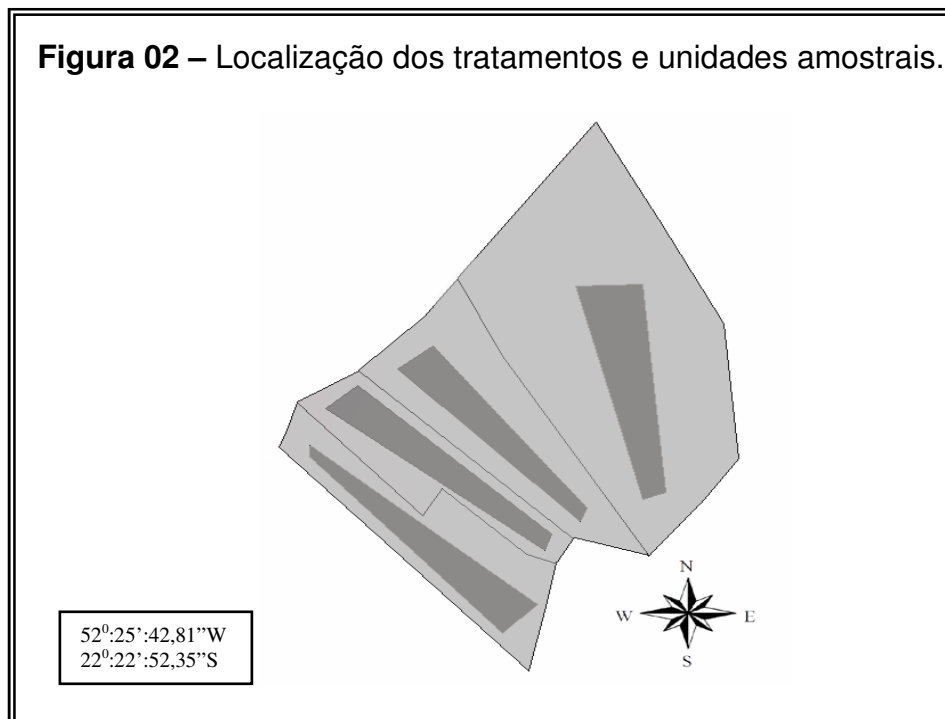 Figura 02 – Localização dos tratamentos e unidades amostrais.
N
W E
S
52⁰:25’:42,81”W
22⁰:22’:52,35”S